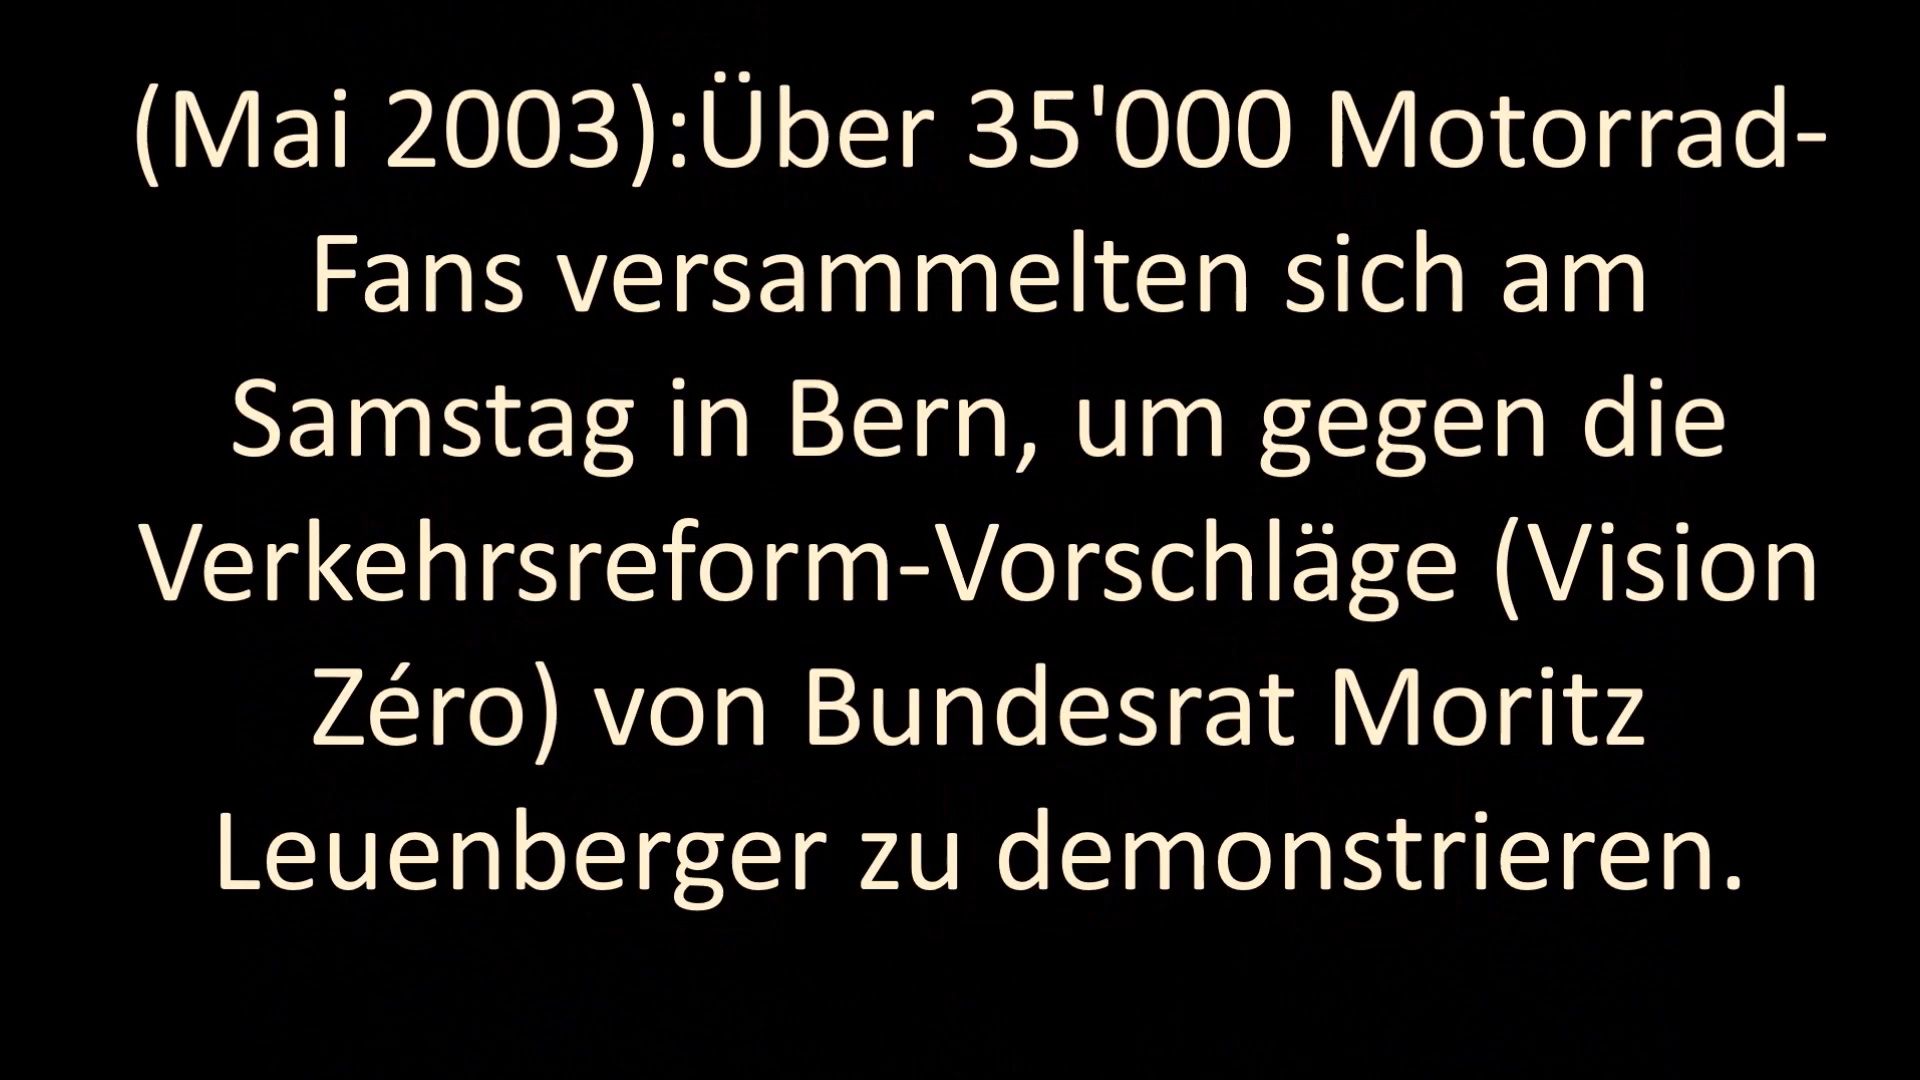 (Mai 2003):Über 35'000 Motorrad-
Fans versammelten sich am
Samstag in Bern, um gegen die
Verkehrsreform-Vorschläge (Vision
Zéro) von Bundesrat Moritz
Leuenberger zu demonstrieren.